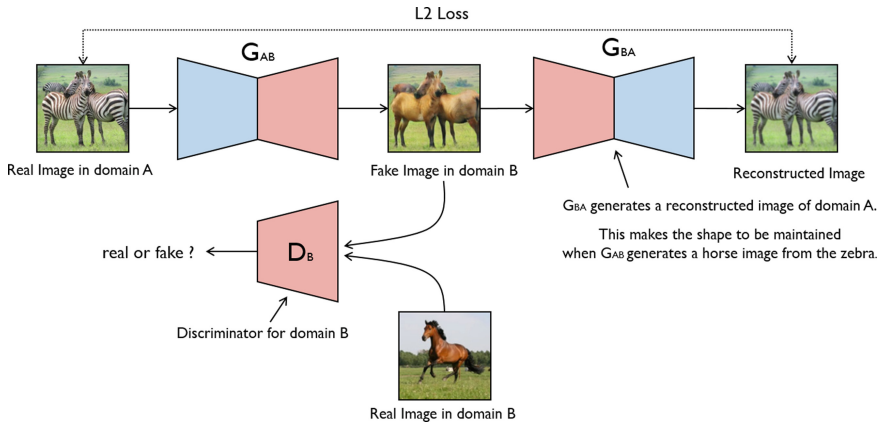 L2 Loss
GAB
GBA
Real Image in domain A
Fake Image in domain B
Reconstructed Image
GBA generates a reconstructed image of domain A.
This makes the shape to be maintained
when GAB generates a horse image from the zebra.
real or fake ?
DB
Discriminator for domain B
Real Image in domain B